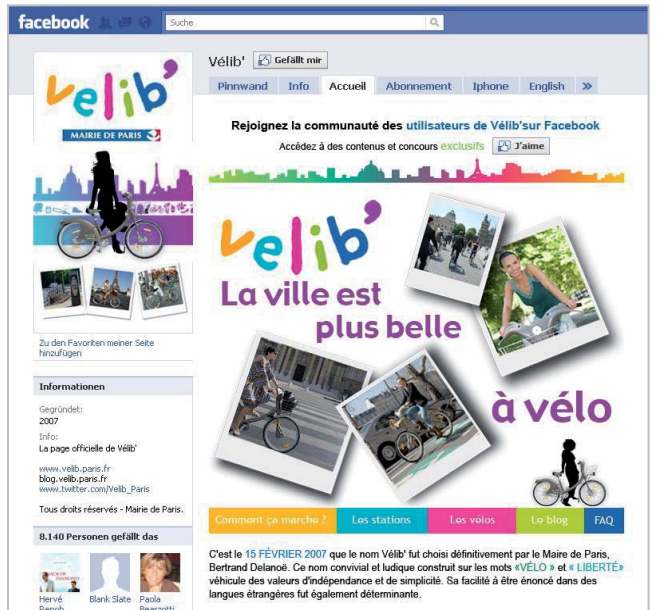 facebook
Suche
velib'
MAIRIE DE PARIS
Zu den Favoriten meiner Seite
hinzufügen
Informationen
Gegründet:
2007
Info:
La page officielle de Vélib'
www.velib.paris.fr
blog.velib.paris.fr
www.twitter.com/Velib_Paris
Tous droits réservés - Mairie de Paris.
8.140 Personen gefällt das
Hervé
Blank Slate
Paola
Vélib' Gefällt mir
Pinnwand Info Accueil Abonnement Iphone English »
Rejoignez la communauté des utilisateurs de Vélib'sur Facebook
Accédez à des contenus et concours exclusifs J'aime
velib'
La ville est
plus belle
à vélo
Comment ça marche ? Les stations Les vélos Le blog FAQ
C'est le 15 FÉVRIER 2007 que le nom Vélib' fut choisi définitivement par le Maire de Paris,
Bertrand Delanoë. Ce nom convivial et ludique construit sur les mots «VÉLO » et « LIBERTÉ»
véhicule des valeurs d'indépendance et de simplicité. Sa facilité à être énoncé dans des
langues étrangères fut également déterminante.